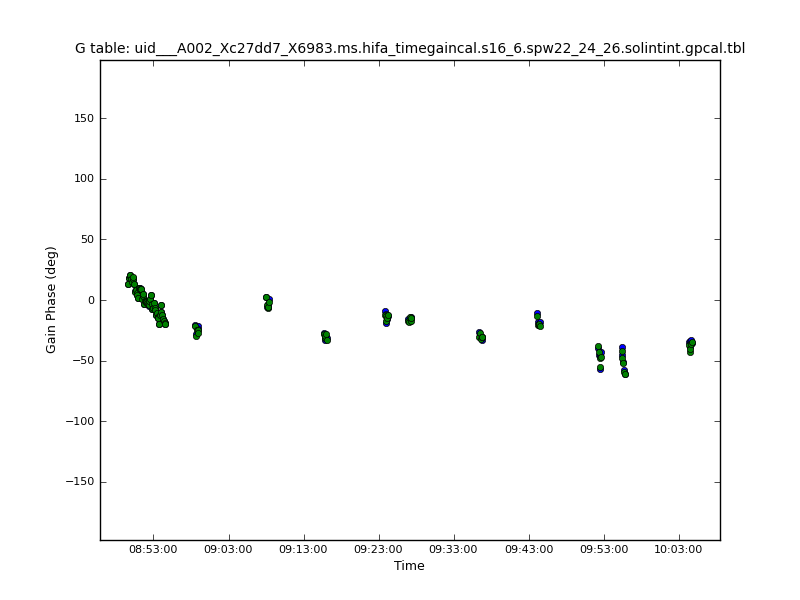 G table: uid___A002_Xc27dd7_X6983.ms.hifa_timegaincal.s16_6.spw22_24_26.solintint.gpcal.tbl
150
100
50
0
−50
−100
−150
Gain Phase (deg)
08:53:00 09:03:00 09:13:00 09:23:00 09:33:00 09:43:00 09:53:00 10:03:00
Time